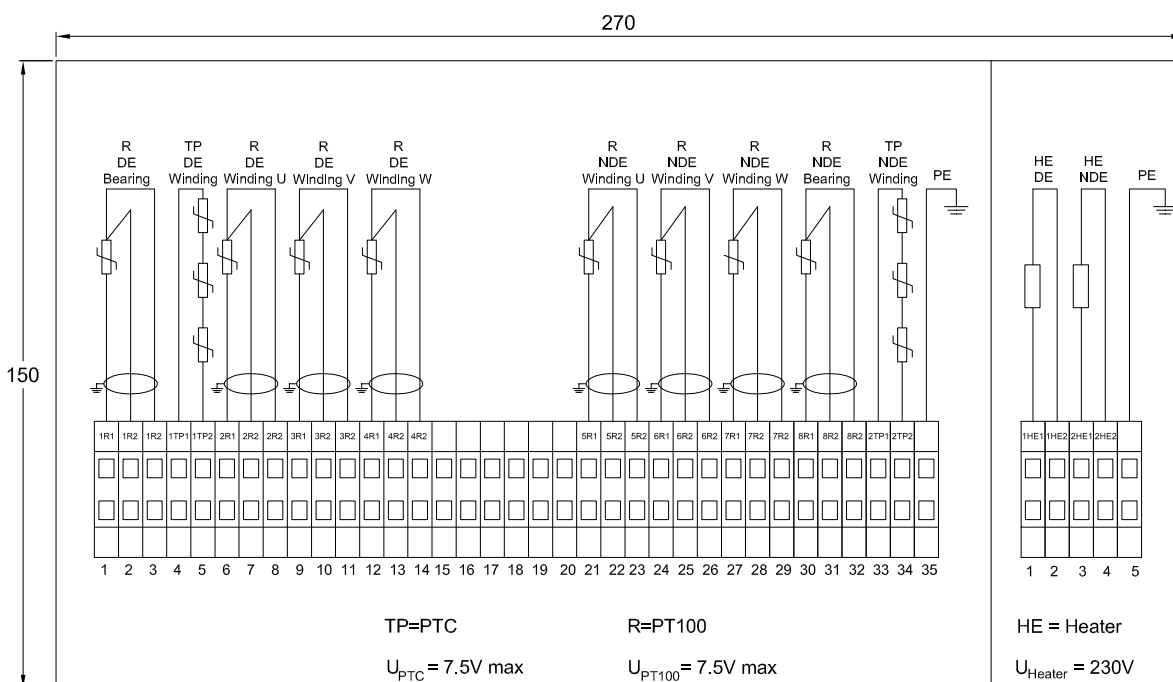 270
150
R TP R R R R R R R TP
DE DE DE DE DE NDE NDE NDE NDE NDE HE HE
Bearing Winding Winding U Winding V Winding W Winding U Winding V Winding W Bearing Winding PE DE NDE PE
1R1 1R2 1R2 1TP1 1TP2 2R1 2R2 2R2 3R1 3R2 3R2 4R1 4R2 4R2 5R1 5R2 5R2 6R1 6R2 6R2 7R1 7R2 7R2 8R1 8R2 8R2 2TP1 2TP2 1HE1 1HE2 2HE1 2HE2
1 2 3 4 5 6 7 8 9 10 11 12 13 14 15 16 17 18 19 20 21 22 23 24 25 26 27 28 29 30 31 32 33 34 35 1 2 3 4 5
TP=PTC R=PT100 HE = Heater
UPTC = 7.5V max UPT100 = 7.5V max UHeater = 230V